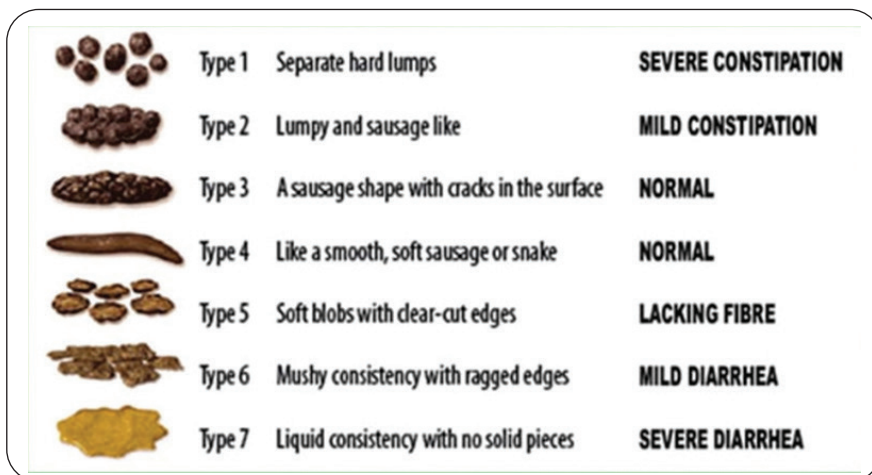 Type 1 Separate hard lumps SEVERE CONSTIPATION
Type 2 Lumpy and sausage like MILD CONSTIPATION
Type 3 A sausage shape with cracks in the surface NORMAL
Type 4 Like a smooth, soft sausage or snake NORMAL
Type 5 Soft blobs with clear-cut edges LACKING FIBRE
Type 6 Mushy consistency with ragged edges MILD DIARRHEA
Type 7 Liquid consistency with no solid pieces SEVERE DIARRHEA